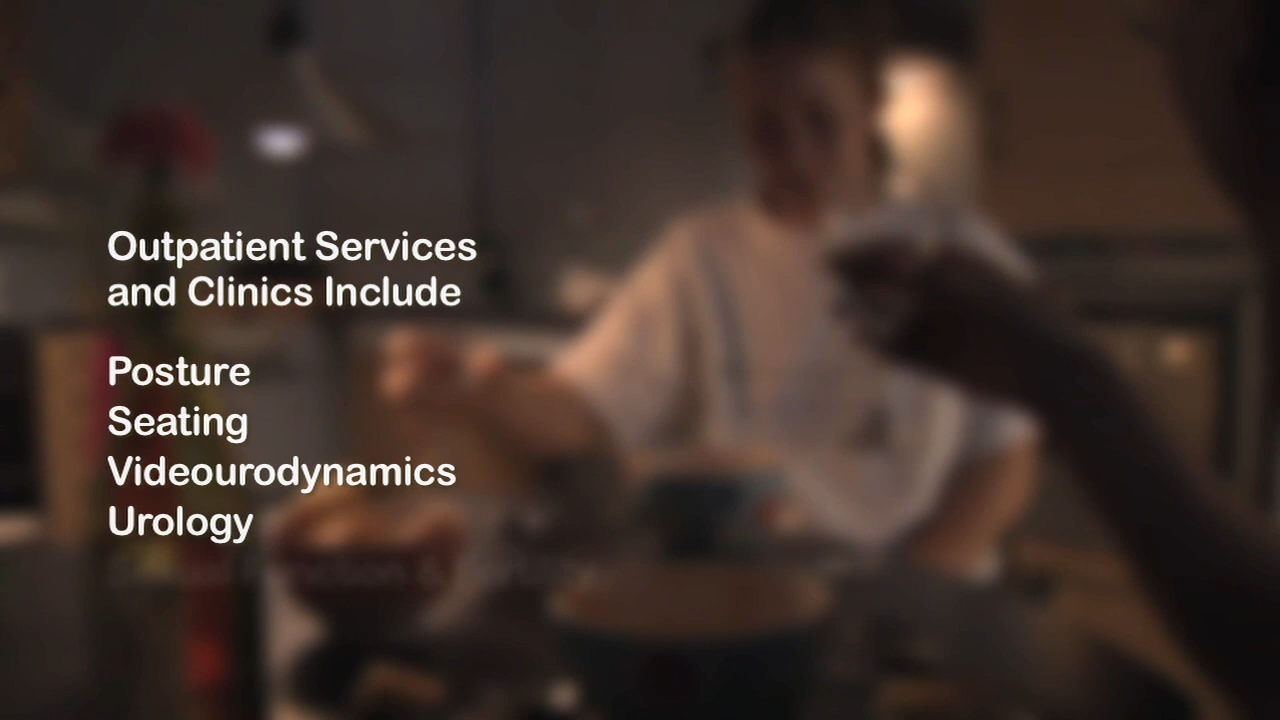 Outpatient Services
and Clinics Include
Posture
Seating
Videourodynamics
Urology